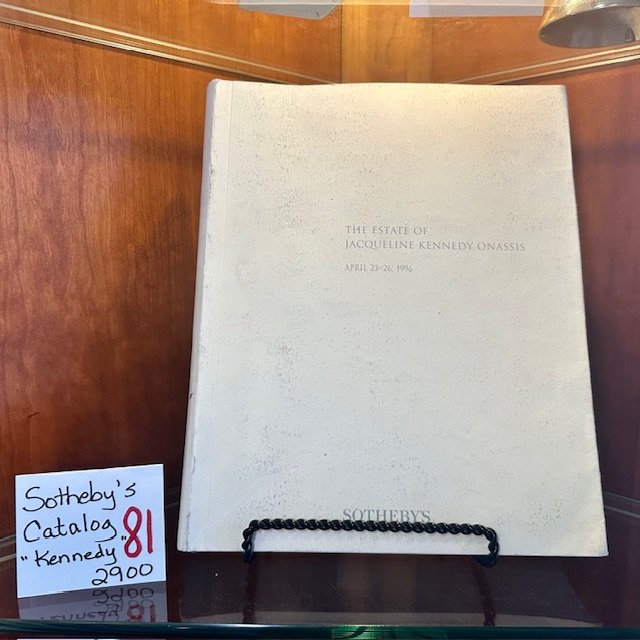 THE ESTATE OF
JACQUELINE KENNEDY ONASSIS
APRIL 23-26, 1996
SOTHEBY'S
Sotheby's
Catalog
"Kennedy"
81
2900